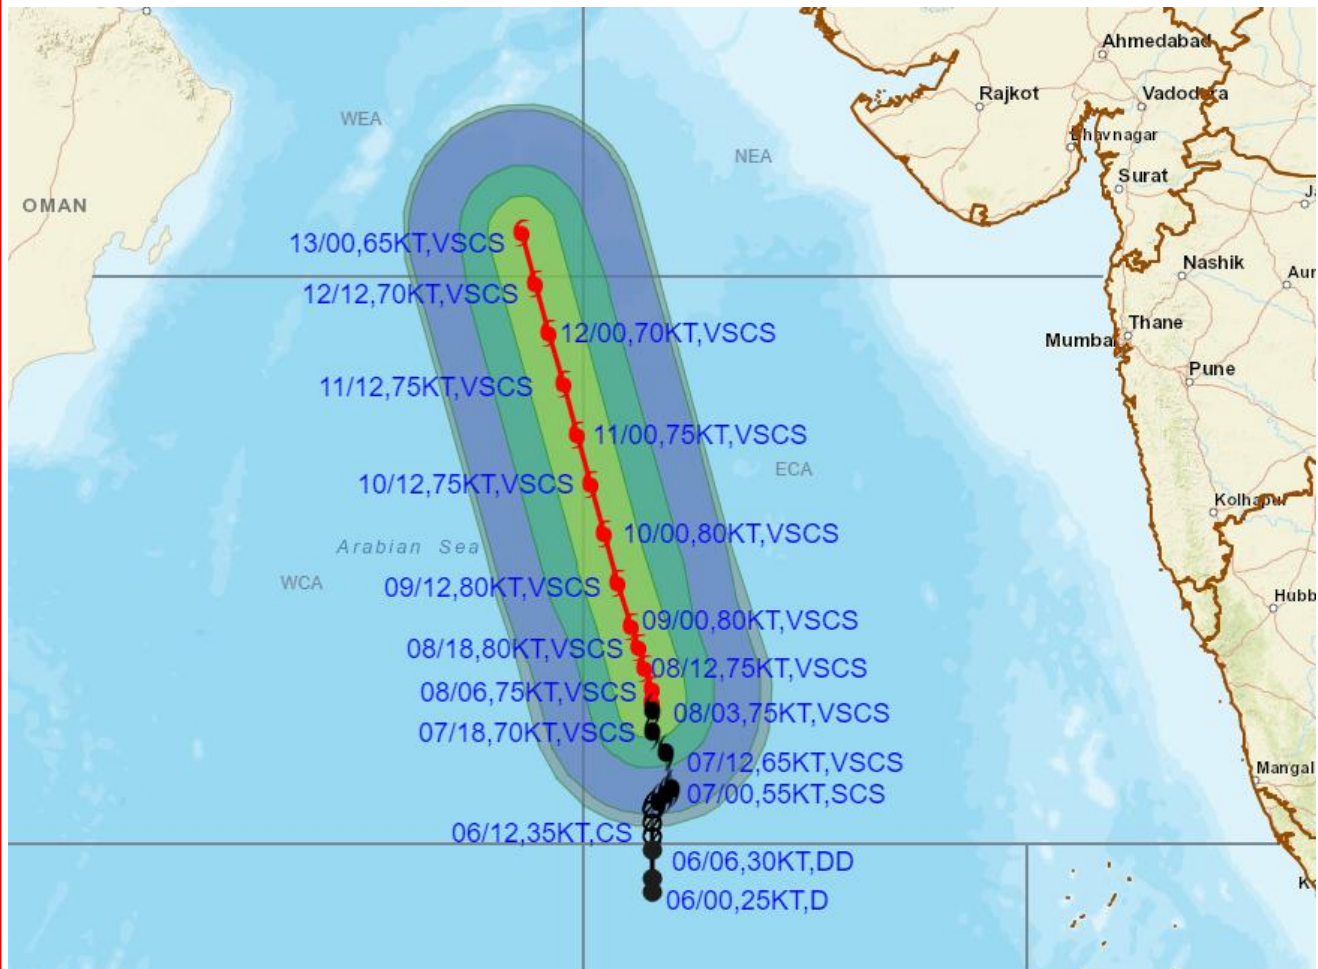 Ahmedabad
Rajkot
Vadodara
WEA
Bhavnagar
NEA
Surat
OMAN
13/00,65KT,VSCS
Nashik
Aur
12/12,70KT,VSCS
Thane
12/00,70KT,VSCS
Mumbai
Pune
11/12,75KT,VSCS
11/00,75KT,VSCS
ECA
10/12,75KT,VSCS
Kolhapur
10/00,80KT,VSCS
Arabian Sea
WCA
09/12,80KT,VSCS
Hubb
09/00,80KT,VSCS
08/18,80KT,VSCS
08/12,75KT,VSCS
08/06,75KT,VSCS
08/03,75KT,VSCS
07/18,70KT,VSCS
07/12,65KT,VSCS
Mangal
07/00,55KT,SCS
06/12,35KT,CS
06/06,30KT,DD
06/00,25KT,D